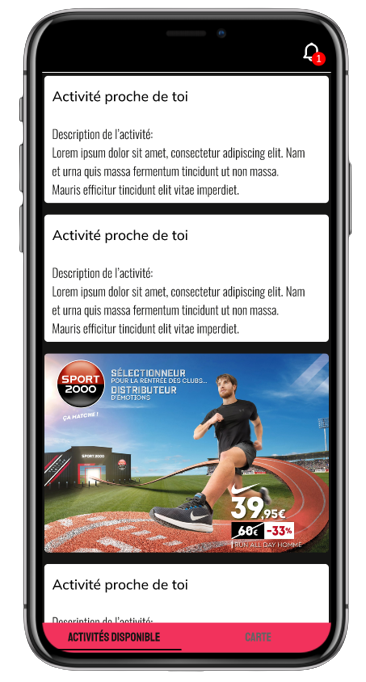 1
Activité proche de toi
Description de l'activité:
Lorem ipsum dolor sit amet, consectetur adipiscing elit. Nam
et urna quis massa fermentum tincidunt ut non massa.
Mauris efficitur tincidunt elit vitae imperdiet.
Activité proche de toi
Description de l'activité:
Lorem ipsum dolor sit amet, consectetur adipiscing elit. Nam
et urna quis massa fermentum tincidunt ut non massa.
Mauris efficitur tincidunt elit vitae imperdiet.
SPORT
2000
ÇA MATCHE !
SÉLECTIONNEUR
POUR LA RENTRÉE DES CLUBS...
DISTRIBUTEUR
D'ÉMOTIONS
SPORT 2000
39,95€
60€ -33%
RUN ALL DAY HOMME
Activité proche de toi
Description de l'activité:
ACTIVITÉS DISPONIBLE
CARTE